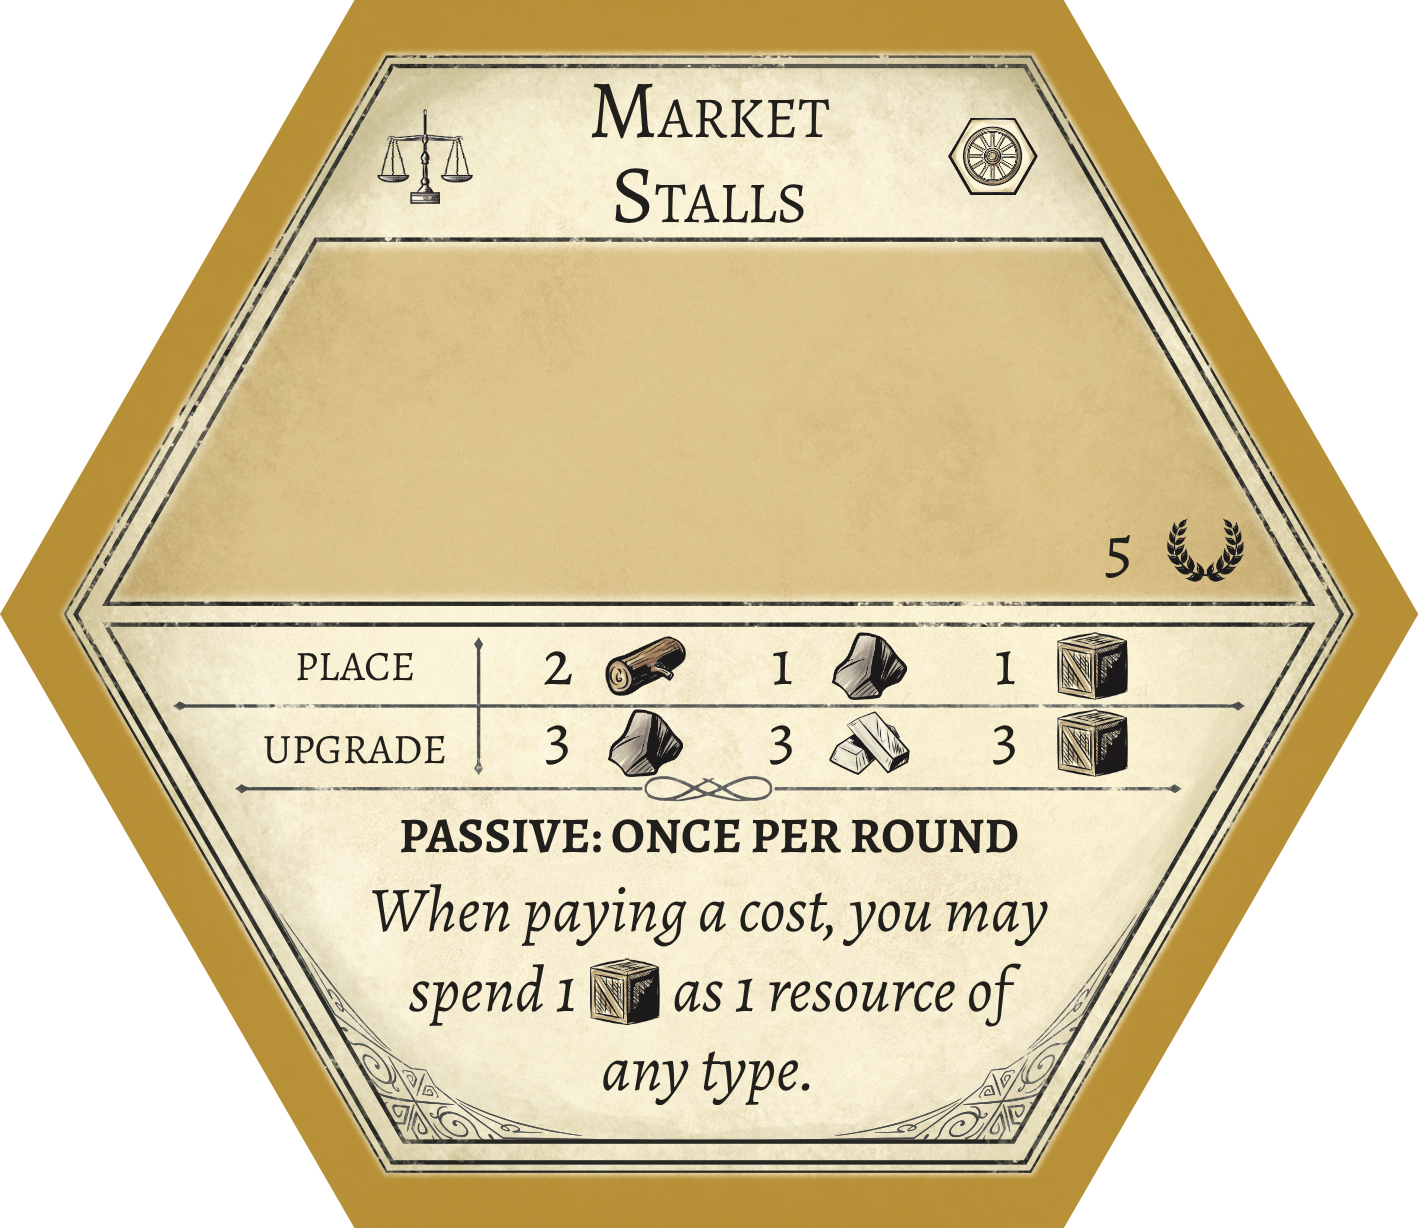 Market
Stalls
5
PLACE 2 1 1
UPGRADE 3 3 3
PASSIVE: ONCE PER ROUND
When paying a cost, you may
spend 1 as 1 resource of
any type.